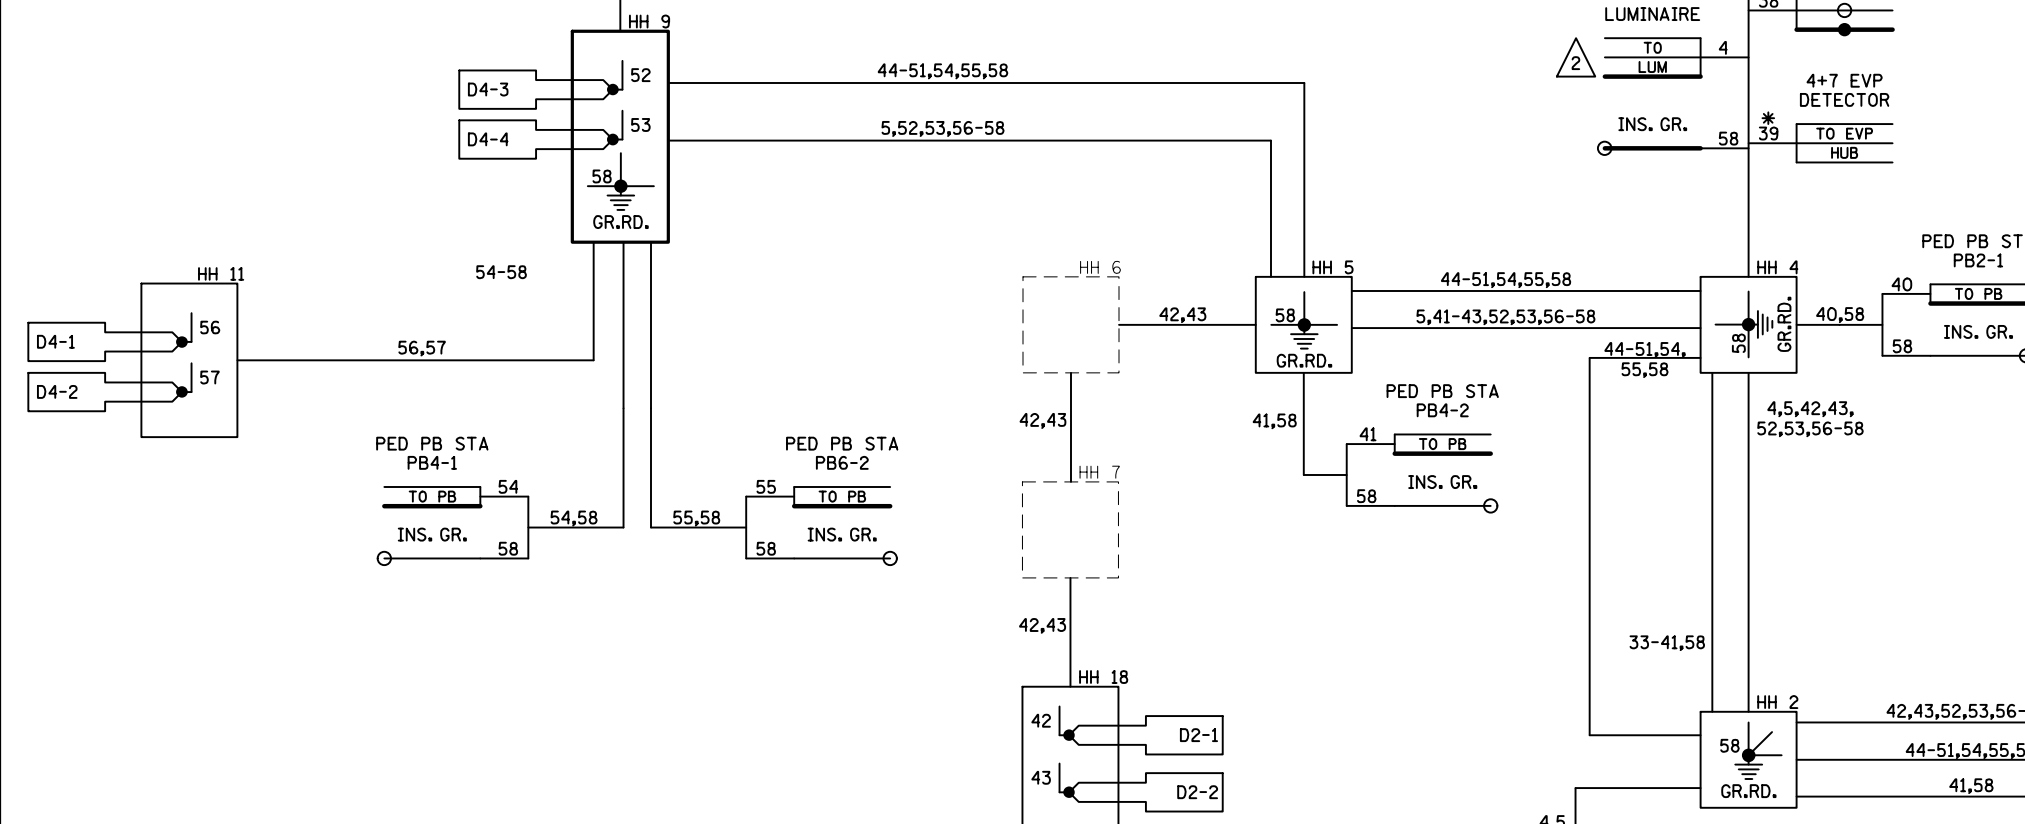 HH 9
D4-3
52
D4-4
53
58
GR.RD.
44-51,54,55,58
5,52,53,56-58
LUMINAIRE
TO
LUM
4
2
INS. GR.
58
4+7 EVP
DETECTOR
*
39
TO EVP
HUB
HH 11
54-58
D4-1
56
D4-2
57
56,57
PED PB STA
PB4-1
TO PB
54
INS. GR.
58
54,58
PED PB STA
PB6-2
55
TO PB
INS. GR.
58
55,58
HH 6
42,43
42,43
HH 7
42,43
HH 18
42
D2-1
43
D2-2
HH 5
58
GR.RD.
41,58
PED PB STA
PB4-2
41
TO PB
INS. GR.
58
44-51,54,55,58
5,41-43,52,53,56-58
44-51,54,
55,58
HH 4
58
GR.RD.
40,58
PED PB ST
PB2-1
40
TO PB
INS. GR.
58
4,5,42,43,
52,53,56-58
33-41,58
HH 2
58
GR.RD.
42,43,52,53,56-
44-51,54,55,5
41,58
4,5
38